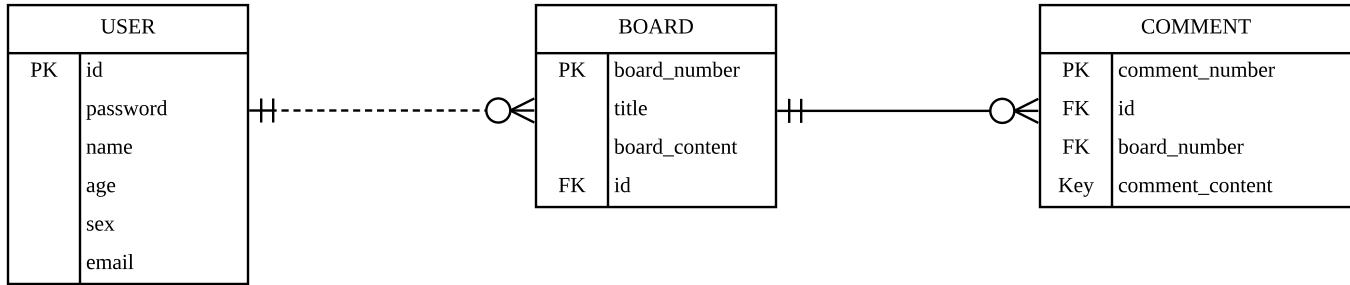 USER
PK id
password
name
age
sex
email
BOARD
PK board_number
title
board_content
FK id
COMMENT
PK comment_number
FK id
FK board_number
Key comment_content